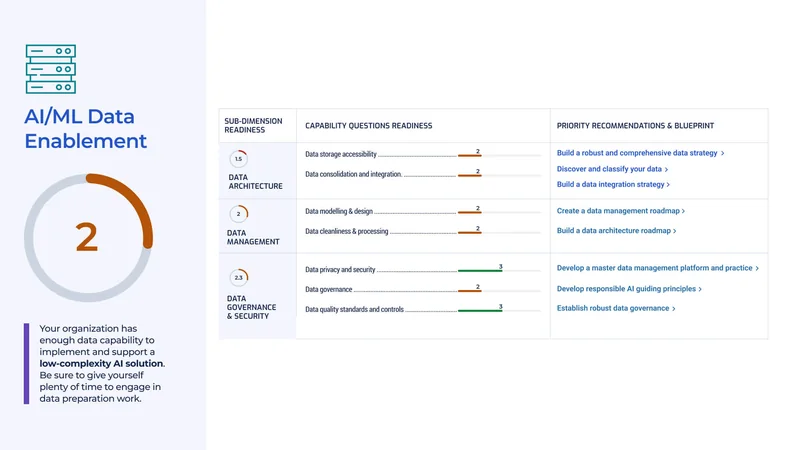 AI/ML Data
Enablement
2
Your organization has
enough data capability to
implement and support a
low-complexity AI solution.
Be sure to give yourself
plenty of time to engage in
data preparation work.
SUB-DIMENSION
READINESS
CAPABILITY QUESTIONS READINESS
PRIORITY RECOMMENDATIONS & BLUEPRINT
1.5
DATA
ARCHITECTURE
Data storage accessibility 2
Data consolidation and integration. 2
Build a robust and comprehensive data strategy >
Discover and classify your data >
Build a data integration strategy >
2
DATA
MANAGEMENT
Data modelling & design 2
Data cleanliness & processing 2
Create a data management roadmap >
Build a data architecture roadmap >
2.3
DATA
GOVERNANCE
& SECURITY
Data privacy and security 3
Data governance 2
Data quality standards and controls 3
Develop a master data management platform and practice >
Develop responsible AI guiding principles >
Establish robust data governance >